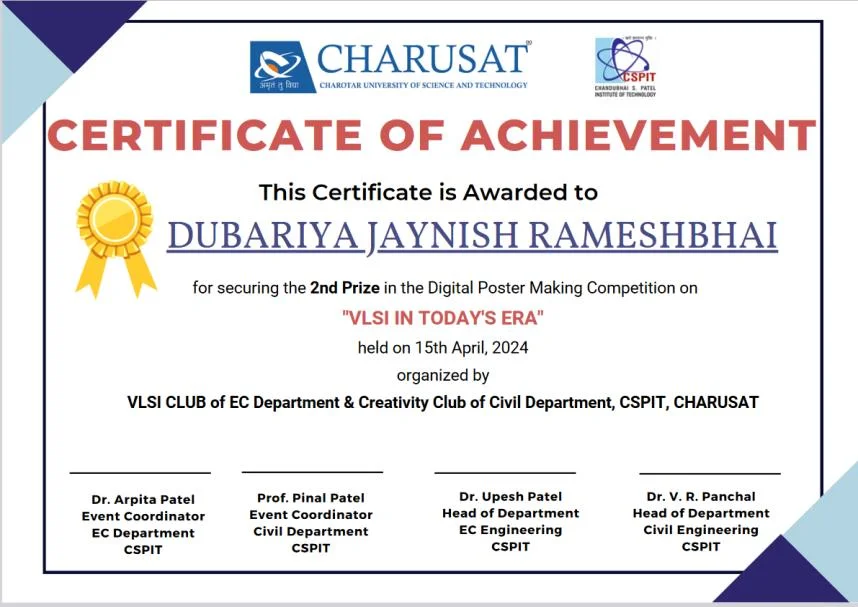 CHARUSAT
CHAROTAR UNIVERSITY OF SCIENCE AND TECHNOLOGY
अमृतं तु विद्या
CSPIT
CHANDUBHAI S. PATEL
INSTITUTE OF TECHNOLOGY
CERTIFICATE OF ACHIEVEMENT
This Certificate is Awarded to
DUBARIYA JAYNISH RAMESHBHAI
for securing the 2nd Prize in the Digital Poster Making Competition on
"VLSI IN TODAY'S ERA"
held on 15th April, 2024
organized by
VLSI CLUB of EC Department & Creativity Club of Civil Department, CSPIT, CHARUSAT
Dr. Arpita Patel
Event Coordinator
EC Department
CSPIT
Prof. Pinal Patel
Event Coordinator
Civil Department
CSPIT
Dr. Upesh Patel
Head of Department
EC Engineering
CSPIT
Dr. V. R. Panchal
Head of Department
Civil Engineering
CSPIT